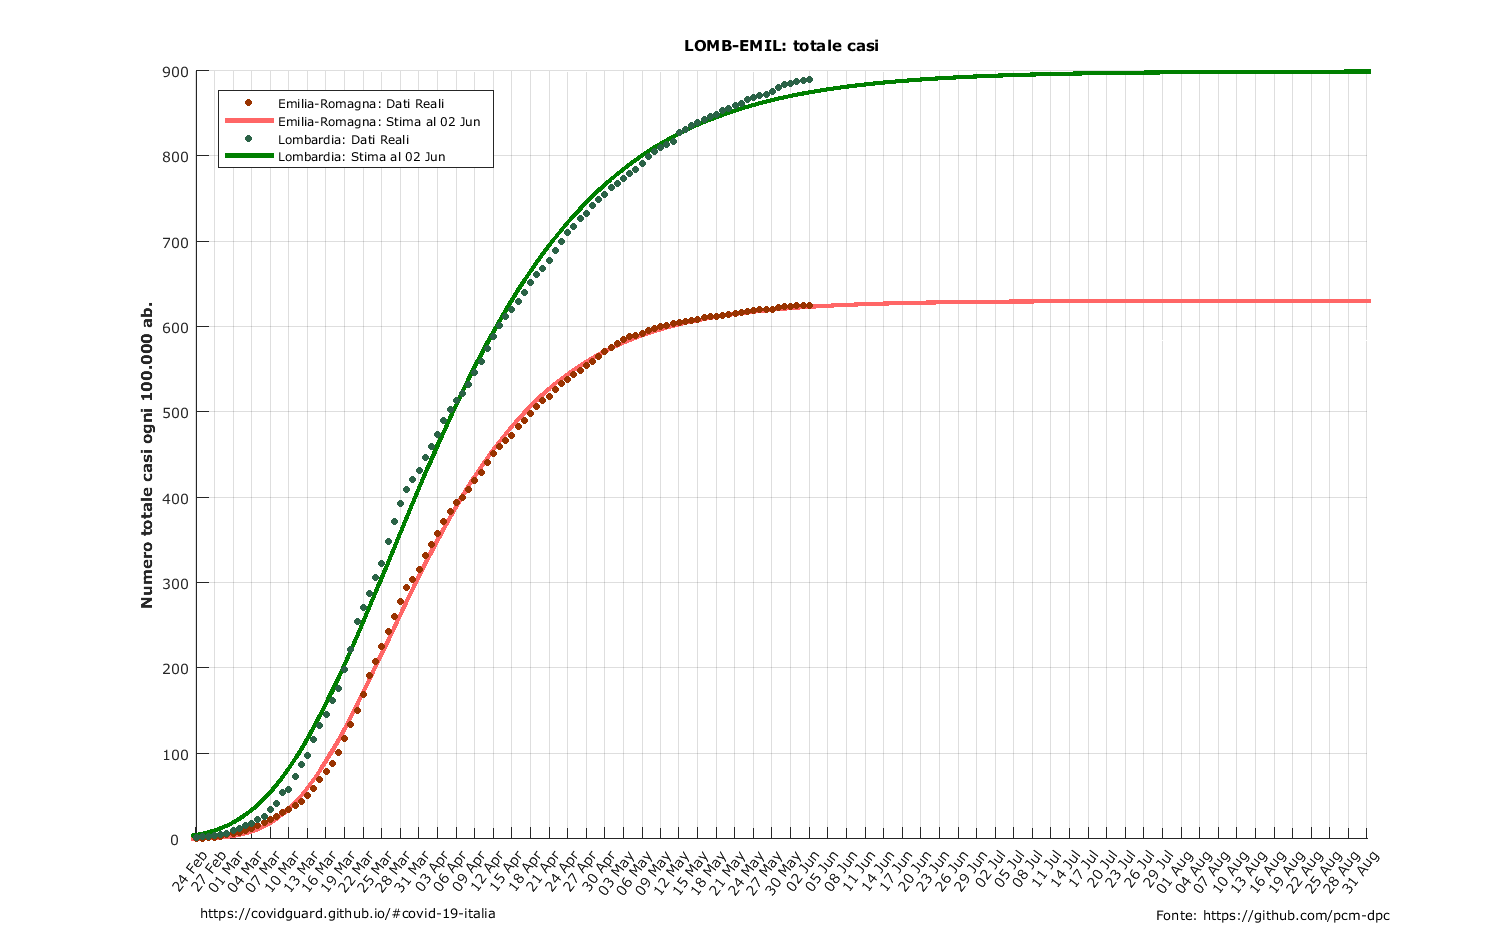 LOMB-EMIL: totale casi
900
800
700
600
500
400
300
200
100
0
Numero totale casi ogni 100.000 ab.
Emilia-Romagna: Dati Reali
Emilia-Romagna: Stima al 02 Jun
Lombardia: Dati Reali
Lombardia: Stima al 02 Jun
24 Feb
27 Feb
01 Mar
04 Mar
07 Mar
10 Mar
13 Mar
16 Mar
19 Mar
22 Mar
25 Mar
28 Mar
31 Mar
03 Apr
06 Apr
09 Apr
12 Apr
15 Apr
18 Apr
21 Apr
24 Apr
27 Apr
30 Apr
03 May
06 May
09 May
12 May
15 May
18 May
21 May
24 May
27 May
30 May
02 Jun
05 Jun
08 Jun
11 Jun
14 Jun
17 Jun
20 Jun
23 Jun
26 Jun
29 Jun
02 Jul
05 Jul
08 Jul
11 Jul
14 Jul
17 Jul
20 Jul
23 Jul
26 Jul
29 Jul
01 Aug
04 Aug
07 Aug
10 Aug
13 Aug
16 Aug
19 Aug
22 Aug
25 Aug
28 Aug
31 Aug
https://covidguard.github.io/#covid-19-italia
Fonte: https://github.com/pcm-dpc